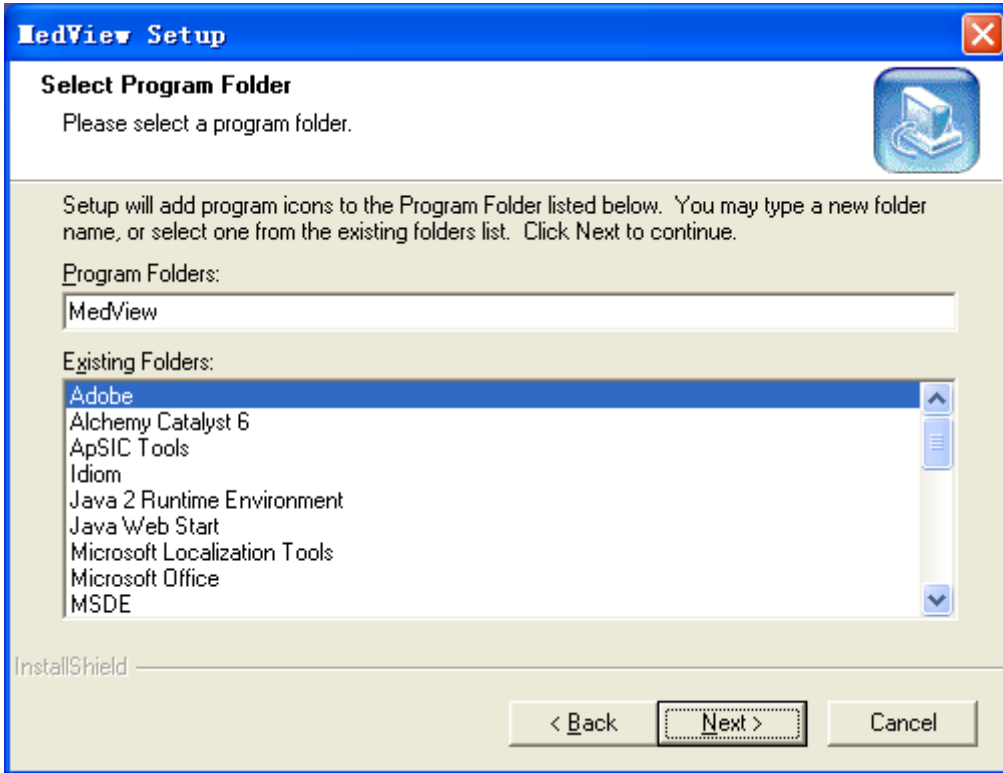 MedView Setup
Select Program Folder
Please select a program folder.
Setup will add program icons to the Program Folder listed below.  You may type a new folder
name, or select one from the existing folders list.  Click Next to continue.
Program Folders:
MedView
Existing Folders:
Adobe
Alchemy Catalyst 6
ApSIC Tools
Idiom
Java 2 Runtime Environment
Java Web Start
Microsoft Localization Tools
Microsoft Office
MSDE
InstallShield
< Back Next > Cancel